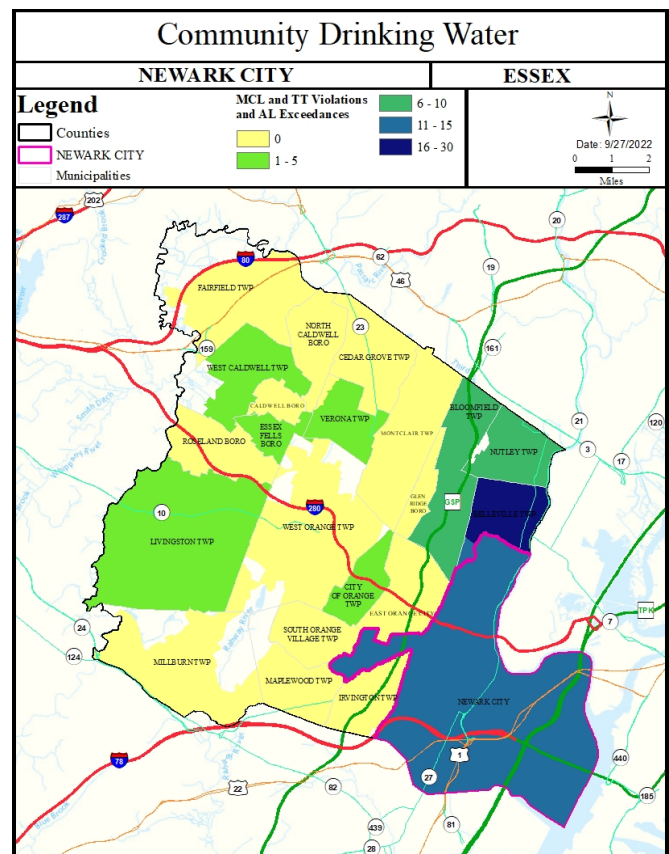 Community Drinking Water
NEWARK CITY
ESSEX
Legend
Counties
NEWARK CITY
Municipalities
MCL and TT Violations
and AL Exceedances
0
1 - 5
6 - 10
11 - 15
16 - 30
N
Date: 9/27/2022
0 1 2
Miles
202
287
80
62
46
20
19
23
161
159
FAIRFIELD TWP
NORTH
CALDWELL
BORO
CEDAR GROVE TWP
WEST CALDWELL TWP
CALDWELL BORO
VERONA TWP
ESSEX
FELLS
BORO
ROSELAND BORO
MONTCLAIR TWP
BLOOMFIELD
TWP
NUTLEY TWP
21
3
120
17
Whippany River
10
LIVINGSTON TWP
280
WEST ORANGE TWP
GLEN
RIDGE
BORO
GSP
BELLEVILLE TWP
CITY
OF ORANGE
TWP
EAST ORANGE CITY
7
TPK
24
124
Rahway River
MILLBURN TWP
SOUTH ORANGE
VILLAGE TWP
MAPLEWOOD TWP
IRVINGTON TWP
NEWARK CITY
1
78
22
82
27
440
185
439
81
28
Blue Brook